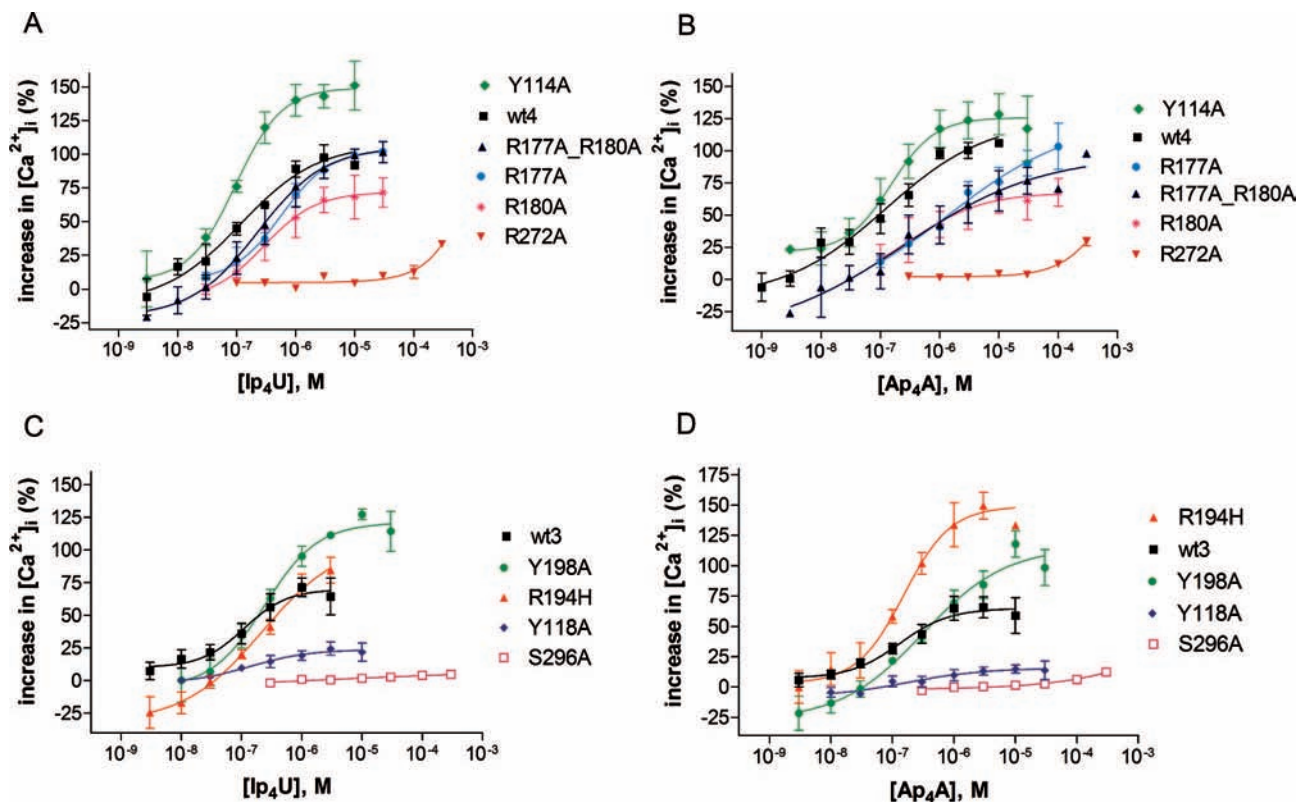 A
increase in [Ca²⁺]ᵢ (%)
150
125
100
75
50
25
0
-25
10⁻⁹ 10⁻⁸ 10⁻⁷ 10⁻⁶ 10⁻⁵ 10⁻⁴ 10⁻³
[Ip₄U], M
Y114A
wt4
R177A_R180A
R177A
R180A
R272A
B
increase in [Ca²⁺]ᵢ (%)
150
125
100
75
50
25
0
-25
10⁻⁹ 10⁻⁸ 10⁻⁷ 10⁻⁶ 10⁻⁵ 10⁻⁴ 10⁻³
[Ap₄A], M
Y114A
wt4
R177A
R177A_R180A
R180A
R272A
C
increase in [Ca²⁺]ᵢ (%)
150
125
100
75
50
25
0
-25
10⁻⁹ 10⁻⁸ 10⁻⁷ 10⁻⁶ 10⁻⁵ 10⁻⁴ 10⁻³
[Ip₄U], M
wt3
Y198A
R194H
Y118A
S296A
D
increase in [Ca²⁺]ᵢ (%)
175
150
125
100
75
50
25
0
-25
10⁻⁹ 10⁻⁸ 10⁻⁷ 10⁻⁶ 10⁻⁵ 10⁻⁴ 10⁻³
[Ap₄A], M
R194H
wt3
Y198A
Y118A
S296A